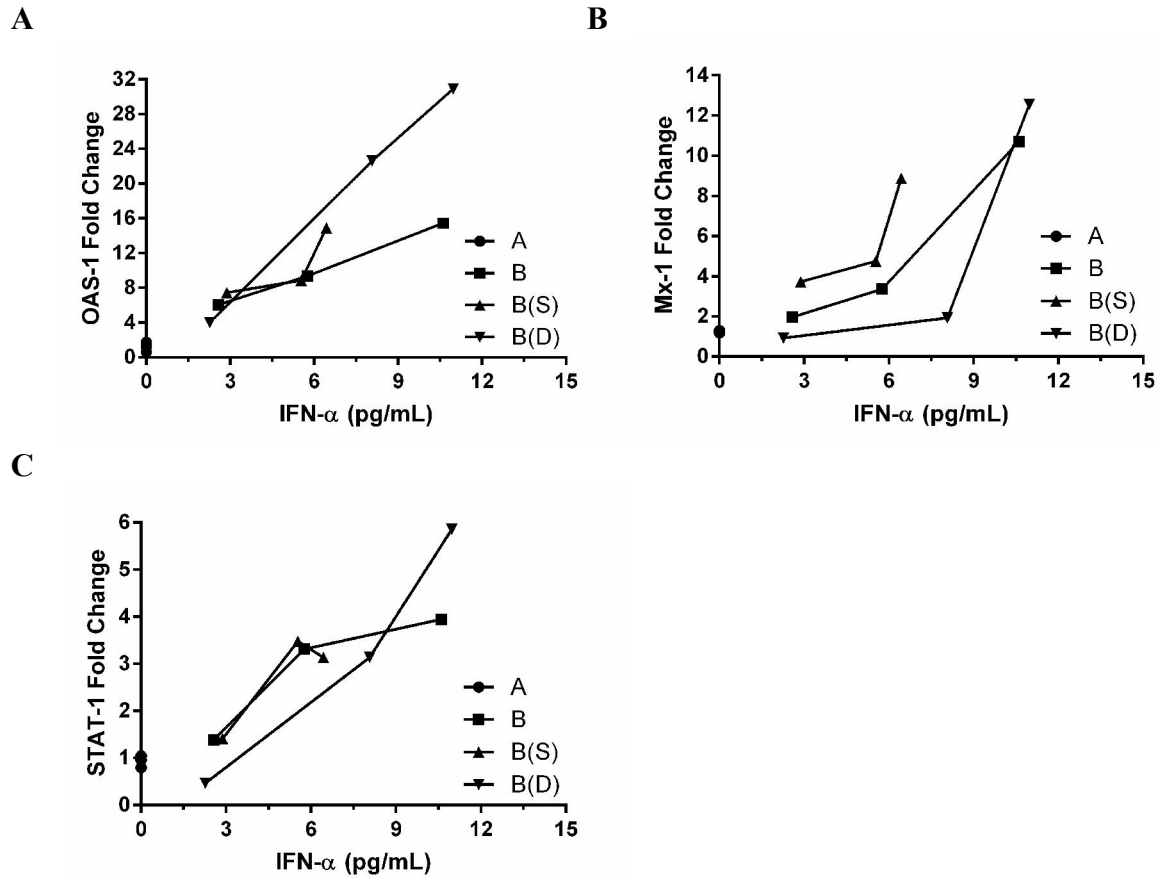 A
OAS-1 Fold Change
32
28
24
20
16
12
8
4
0
0 3 6 9 12 15
IFN-α (pg/mL)
A
B
B(S)
B(D)
B
Mx-1 Fold Change
14
12
10
8
6
4
2
0
0 3 6 9 12 15
IFN-α (pg/mL)
A
B
B(S)
B(D)
C
STAT-1 Fold Change
6
5
4
3
2
1
0
0 3 6 9 12 15
IFN-α (pg/mL)
A
B
B(S)
B(D)